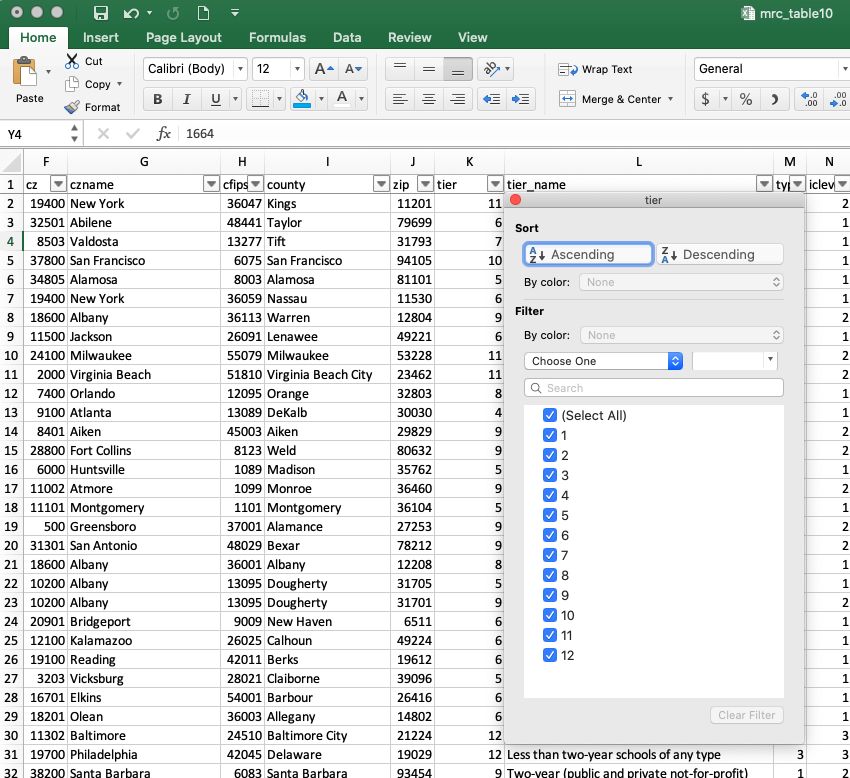 mrc_table10
Home Insert Page Layout Formulas Data Review View
Paste
Cut
Copy
Format
Calibri (Body) 12
B I U
Wrap Text
Merge & Center
General
$ % )
Y4 fx 1664
F G H I J K L M N
1 cz czname cfips county zip tier tier_name
2 19400 New York 36047 Kings 11201 11 2
3 32501 Abilene 48441 Taylor 79699 6 1
4 8503 Valdosta 13277 Tift 31793 7 1
5 37800 San Francisco 6075 San Francisco 94105 10 1
6 34805 Alamosa 8003 Alamosa 81101 5 1
7 19400 New York 36059 Nassau 11530 6 1
8 18600 Albany 36113 Warren 12804 9 2
9 11500 Jackson 26091 Lenawee 49221 6 1
10 24100 Milwaukee 55079 Milwaukee 53228 11 2
11 2000 Virginia Beach 51810 Virginia Beach City 23462 11 2
12 7400 Orlando 12095 Orange 32803 8 1
13 9100 Atlanta 13089 DeKalb 30030 4 1
14 8401 Aiken 45003 Aiken 29829 9 2
15 28800 Fort Collins 8123 Weld 80632 9 2
16 6000 Huntsville 1089 Madison 35762 5 1
17 11002 Atmore 1099 Monroe 36460 9 2
18 11101 Montgomery 1101 Montgomery 36104 5 1
19 500 Greensboro 37001 Alamance 27253 9 2
20 31301 San Antonio 48029 Bexar 78212 9 2
21 18600 Albany 36001 Albany 12208 8 1
22 10200 Albany 13095 Dougherty 31705 5 1
23 10200 Albany 13095 Dougherty 31701 9 2
24 20901 Bridgeport 9009 New Haven 6511 6 1
25 12100 Kalamazoo 26025 Calhoun 49224 6 1
26 19100 Reading 42011 Berks 19612 6 1
27 3203 Vicksburg 28021 Claiborne 39096 5 1
28 16701 Elkins 54001 Barbour 26416 6 1
29 18201 Olean 36003 Allegany 14802 6 1
30 11302 Baltimore 24510 Baltimore City 21224 12 3
31 19700 Philadelphia 42045 Delaware 19029 12 Less than two-year schools of any type 3 3
32 38200 Santa Barbara 6083 Santa Barbara 93454 9 Two-year (public and private not-for-profit) 1 2
tier
Sort
Ascending Descending
By color: None
Filter
By color: None
Choose One
Search
(Select All)
1
2
3
4
5
6
7
8
9
10
11
12
Clear Filter